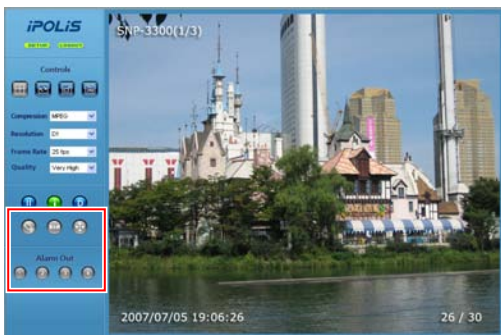 iPOLiS
SETUP LOGOUT
SNP-3300(1/3)
Controls
Compression MPEG
Resolution D1
Frame Rate 25 fps
Quality Very High
Alarm Out
2007/07/05 19:06:26
26 / 30